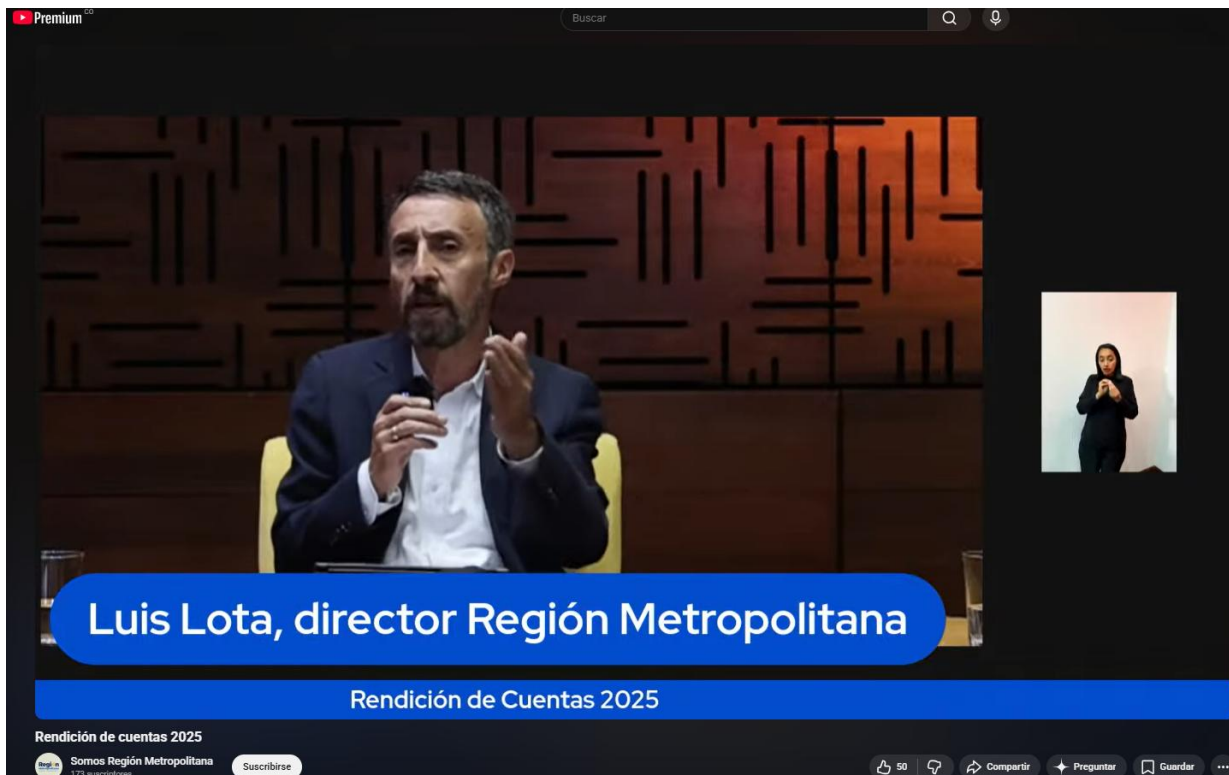 Premium CO
Buscar
Luis Lota, director Región Metropolitana
Rendición de Cuentas 2025
Rendición de cuentas 2025
Región
Somos Región Metropolitana
173 suscriptores
Suscribirse
50
Compartir
Preguntar
Guardar